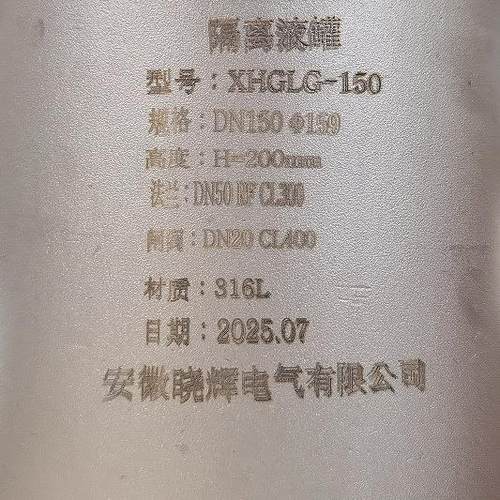 隔离液罐
型号：XHGLG-150
规格：DN150 Φ159
高度：H=200mm
法兰：DN50 RF CL300
闸阀：DN20 CL400
材质：316L
日期：2025.07
安徽晓辉电气有限公司